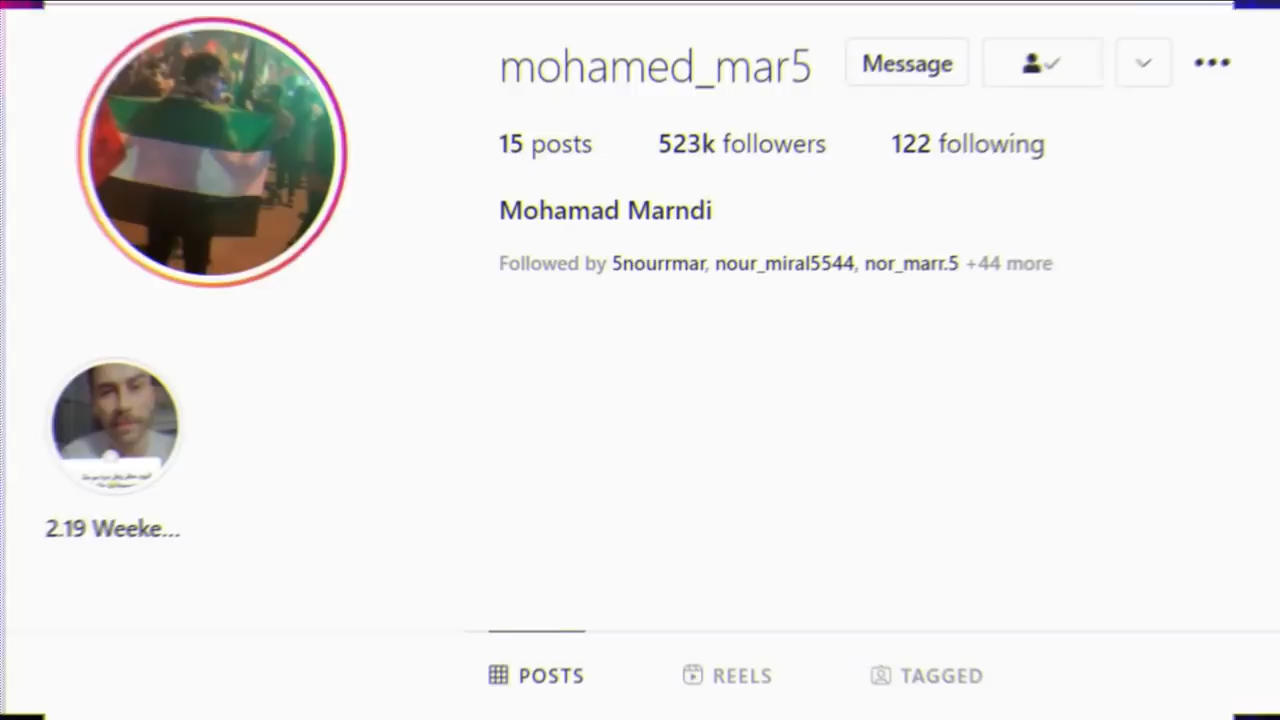 mohamed_mar5 Message
15 posts 523k followers 122 following
Mohamad Marndi
Followed by 5nourrmar, nour_miral5544, nor_marr.5 +44 more
2.19 Weeke...
POSTS REELS TAGGED